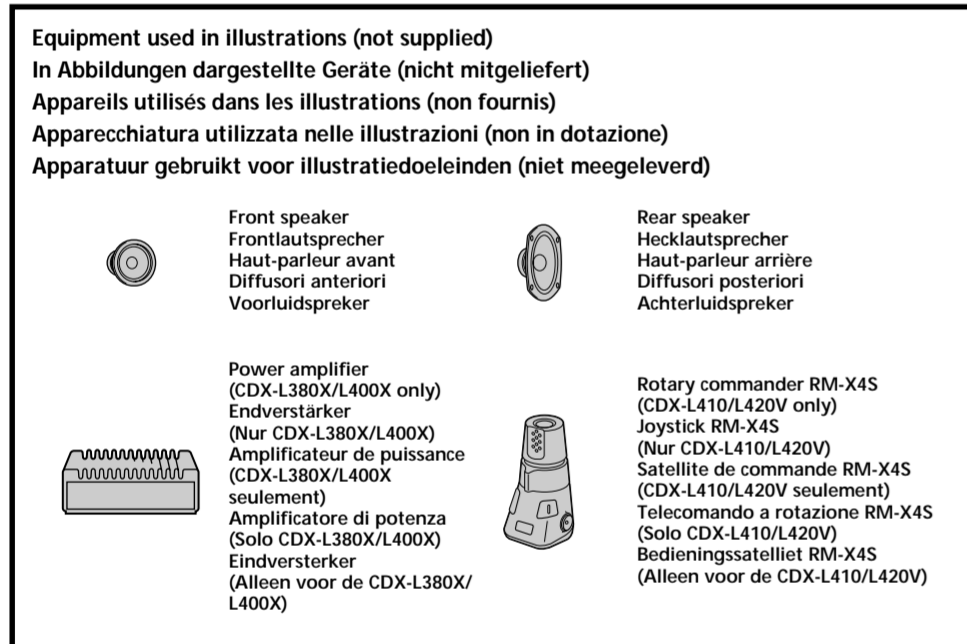 Equipment used in illustrations (not supplied)
In Abbildungen dargestellte Geräte (nicht mitgeliefert)
Appareils utilisés dans les illustrations (non fournis)
Apparecchiatura utilizzata nelle illustrazioni (non in dotazione)
Apparatuur gebruikt voor illustratiedoeleinden (niet meegeleverd)
Front speaker
Frontlautsprecher
Haut-parleur avant
Diffusori anteriori
Voorluidspreker
Rear speaker
Hecklautsprecher
Haut-parleur arrière
Diffusori posteriori
Achterluidspreker
Power amplifier
(CDX-L380X/L400X only)
Endverstärker
(Nur CDX-L380X/L400X)
Amplificateur de puissance
(CDX-L380X/L400X
seulement)
Amplificatore di potenza
(Solo CDX-L380X/L400X)
Eindversterker
(Alleen voor de CDX-L380X/
L400X)
Rotary commander RM-X4S
(CDX-L410/L420V only)
Joystick RM-X4S
(Nur CDX-L410/L420V)
Satellite de commande RM-X4S
(CDX-L410/L420V seulement)
Telecomando a rotazione RM-X4S
(Solo CDX-L410/L420V)
Bedieningssatelliet RM-X4S
(Alleen voor de CDX-L410/L420V)